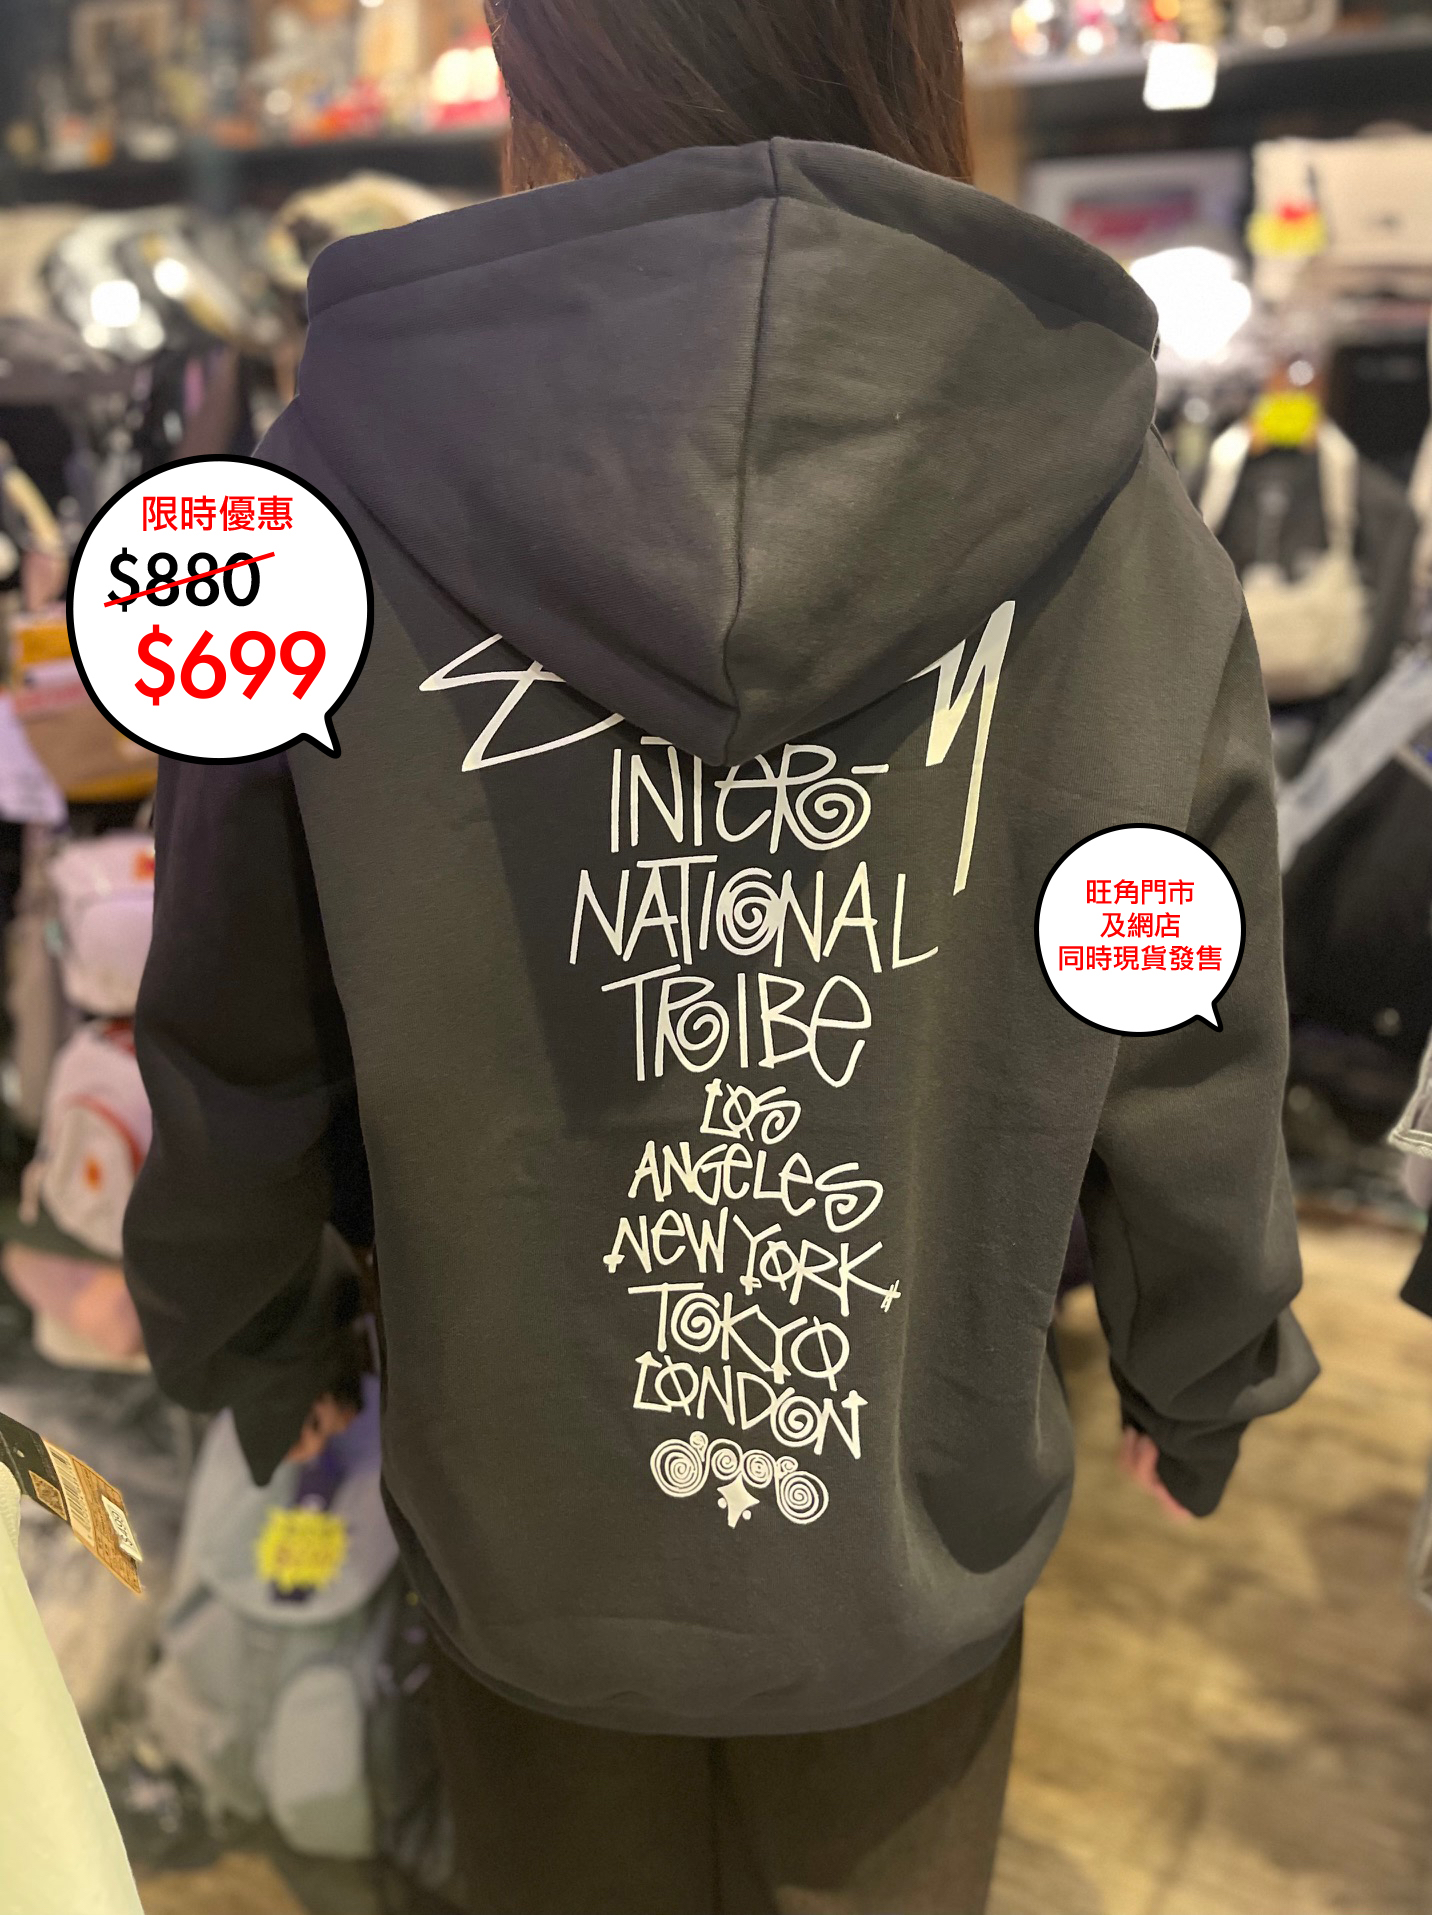 限時優惠
$880
$699
INTER-
NATIONAL
TRIBE
LOS
ANGELES
NEW YORK
TOKYO
LONDON
旺角門市
及網店
同時現貨發售